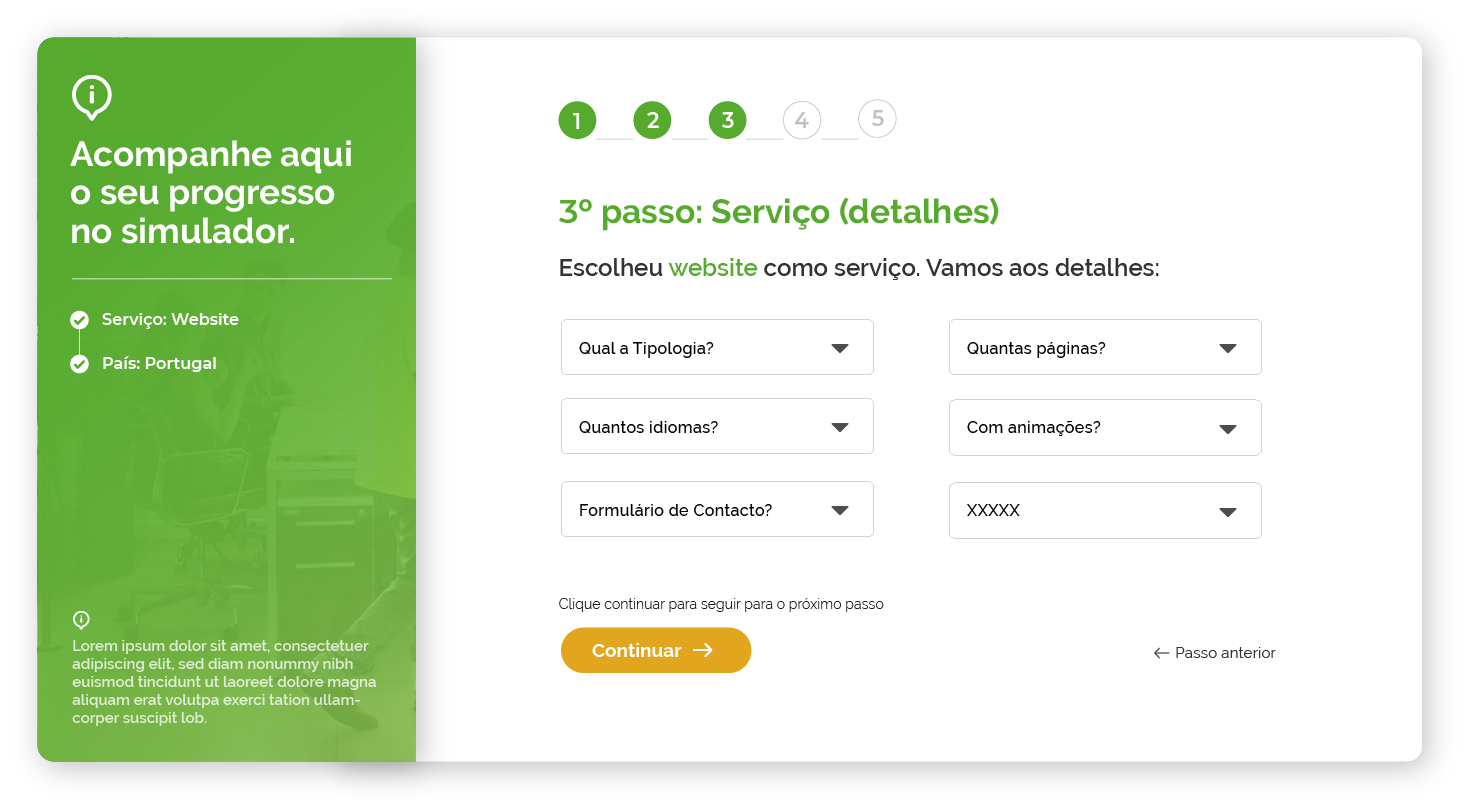 Acompanhe aqui
o seu progresso
no simulador.
Serviço: Website
País: Portugal
Lorem ipsum dolor sit amet, consectetuer
adipiscing elit, sed diam nonummy nibh
euismod tincidunt ut laoreet dolore magna
aliquam erat volutpa exerci tation ullam-
corper suscipit lob.
1 2 3 4 5
3º passo: Serviço (detalhes)
Escolheu website como serviço. Vamos aos detalhes:
Qual a Tipologia?
Quantas páginas?
Quantos idiomas?
Com animações?
Formulário de Contacto?
XXXXX
Clique continuar para seguir para o próximo passo
Continuar →
← Passo anterior